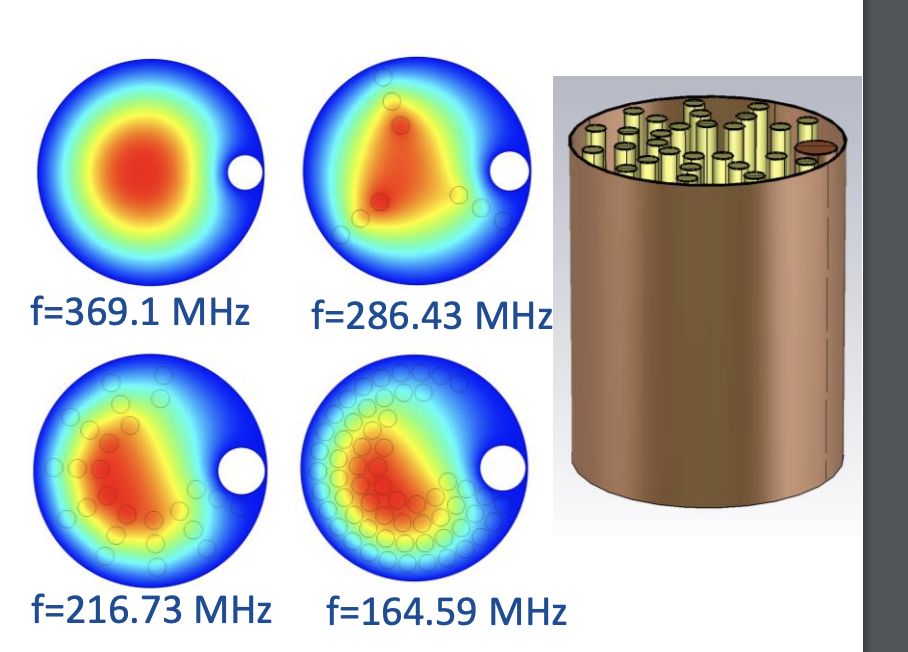 f=369.1 MHz
f=286.43 MHz
f=216.73 MHz
f=164.59 MHz